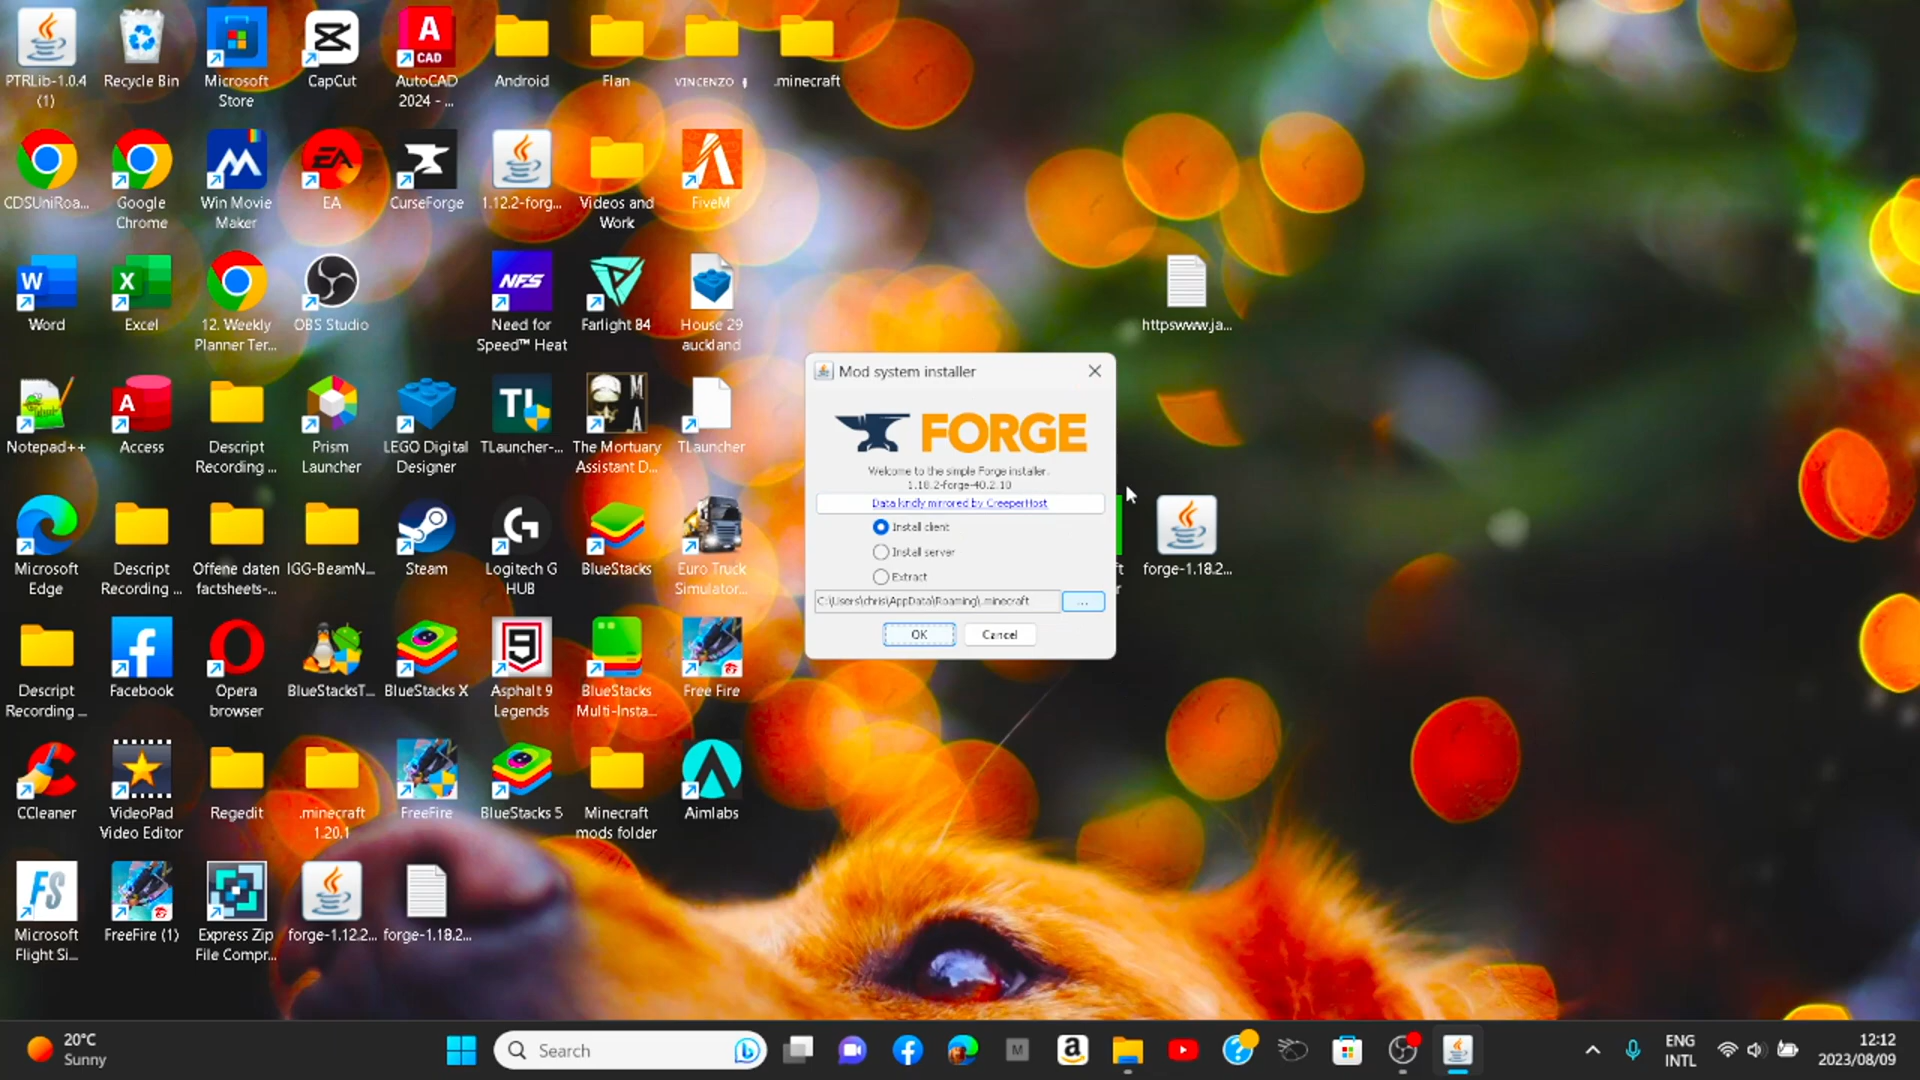 PTRLib-1.0.4
(1)
Recycle Bin
Microsoft
Store
CapCut
A
CAD
AutoCAD
2024 - ...
Android
Flan
VINCENZO
.minecraft
CDSUniRoa...
Google
Chrome
Win Movie
Maker
EA
EA
CurseForge
1.12.2-forg...
Videos and
Work
FiveM
W
Word
X
Excel
12. Weekly
Planner Ter...
OBS Studio
NFS
Need for
Speed™ Heat
Farlight 84
House 29
auckland
httpswww.ja...
Notepad++
A
Access
Descript
Recording ...
Prism
Launcher
LEGO Digital
Designer
TL
TLauncher-...
MA
The Mortuary
Assistant D...
TLauncher
Microsoft
Edge
Descript
Recording ...
Offene daten
factsheets-...
IGG-BeamN...
Steam
G
Logitech G
HUB
BlueStacks
Euro Truck
Simulator...
forge-1.18.2...
Descript
Recording ...
f
Facebook
Opera
browser
BlueStacksT...
BlueStacks X
9
Asphalt 9
Legends
BlueStacks
Multi-Insta...
Free Fire
CCleaner
VideoPad
Video Editor
Regedit
.minecraft
1.20.1
FreeFire
BlueStacks 5
Minecraft
mods folder
Aimlabs
FS
Microsoft
Flight Si...
FreeFire (1)
Express Zip
File Compr...
forge-1.12.2...
forge-1.18.2...
Mod system installer
FORGE
Welcome to the simple Forge installer.
1.18.2-forge-40.2.10
Data kindly mirrored by CreeperHost
Install client
Install server
Extract
C:\Users\chris\AppData\Roaming\.minecraft
...
OK
Cancel
20°C
Sunny
Search
M
a
ENG
INTL
12:12
2023/08/09